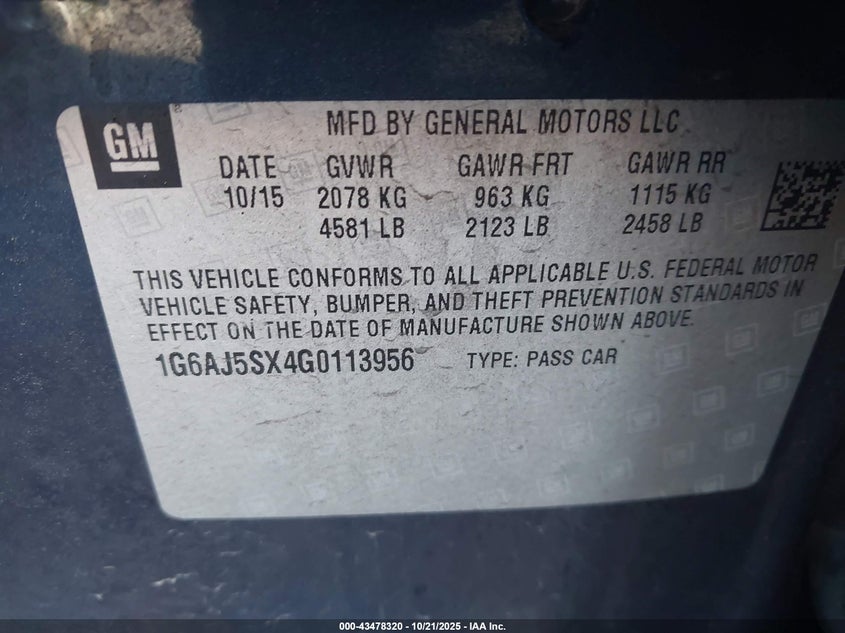 GM
MFD BY GENERAL MOTORS LLC
DATE GVWR GAWR FRT GAWR RR
10/15 2078 KG 963 KG 1115 KG
4581 LB 2123 LB 2458 LB
THIS VEHICLE CONFORMS TO ALL APPLICABLE U.S. FEDERAL MOTOR
VEHICLE SAFETY, BUMPER, AND THEFT PREVENTION STANDARDS IN
EFFECT ON THE DATE OF MANUFACTURE SHOWN ABOVE.
1G6AJ5SX4G0113956 TYPE: PASS CAR
000-43478320 | 10/21/2025 | IAA Inc.